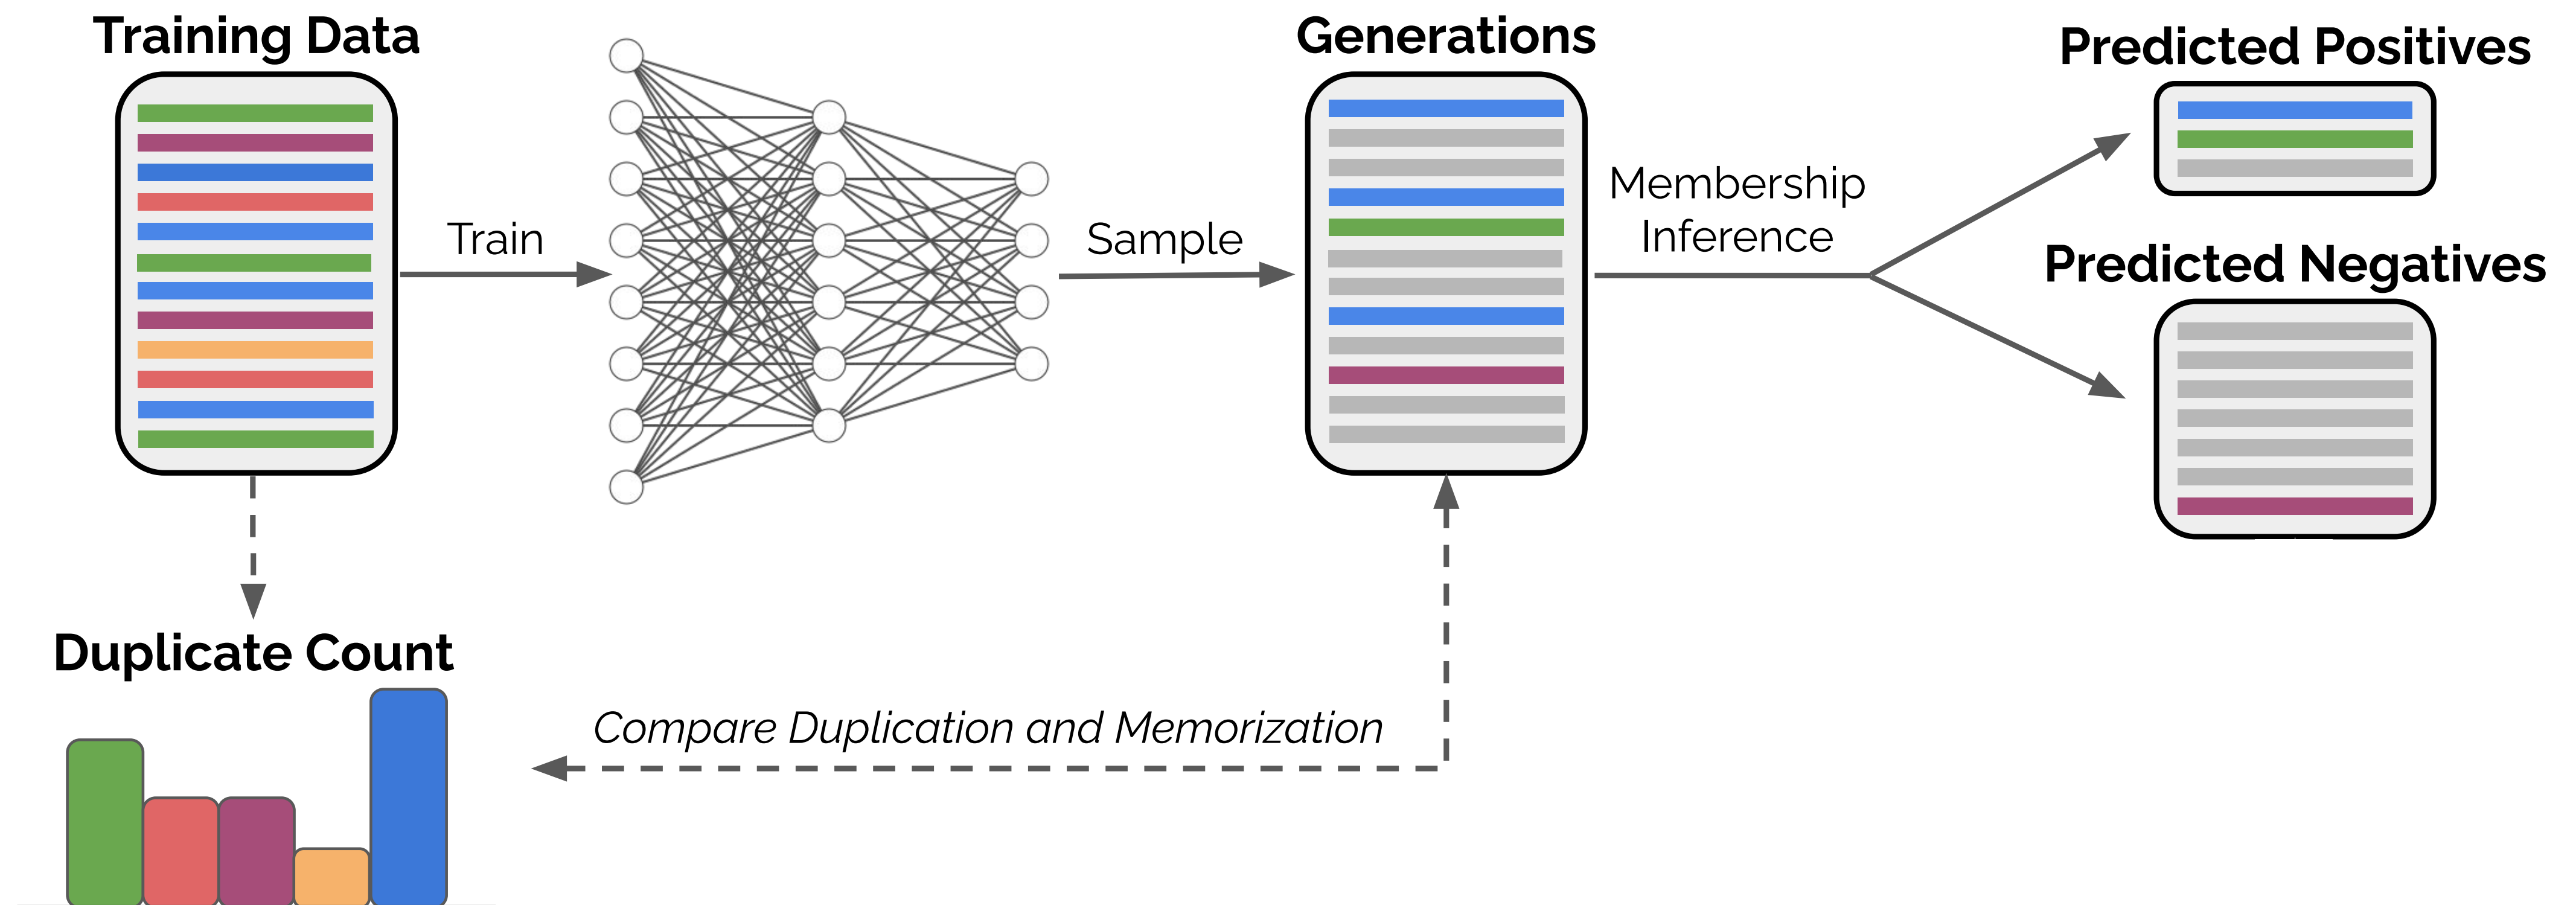 Training Data
Train
Sample
Generations
Membership
Inference
Predicted Positives
Predicted Negatives
Duplicate Count
Compare Duplication and Memorization